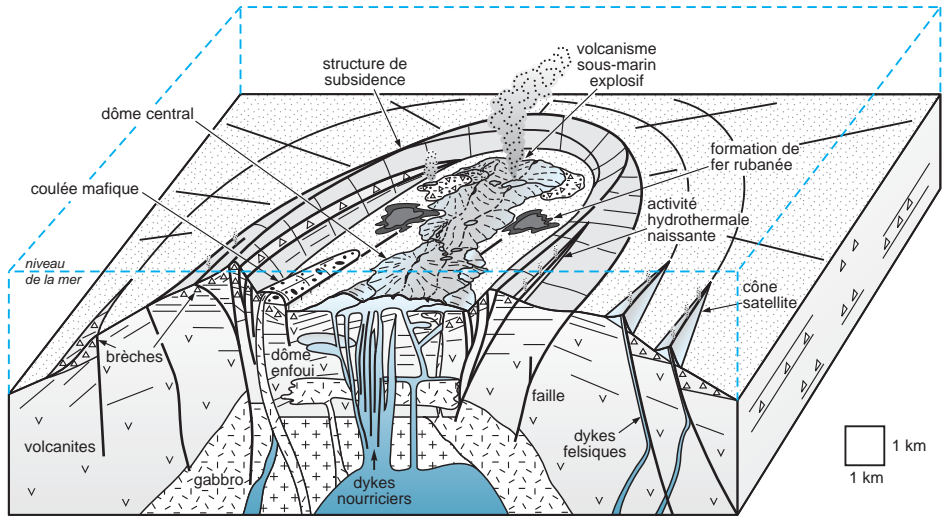 volcanisme
sous-marin
explosif
structure de
subsidence
dôme central
formation de
fer rubanée
coulée mafique
activité
hydrothermale
naissante
niveau
de la mer
cône
satellite
brèches
dôme
enfoui
faille
volcanites
dykes
felsiques
gabbro
dykes
nourriciers
1 km
1 km